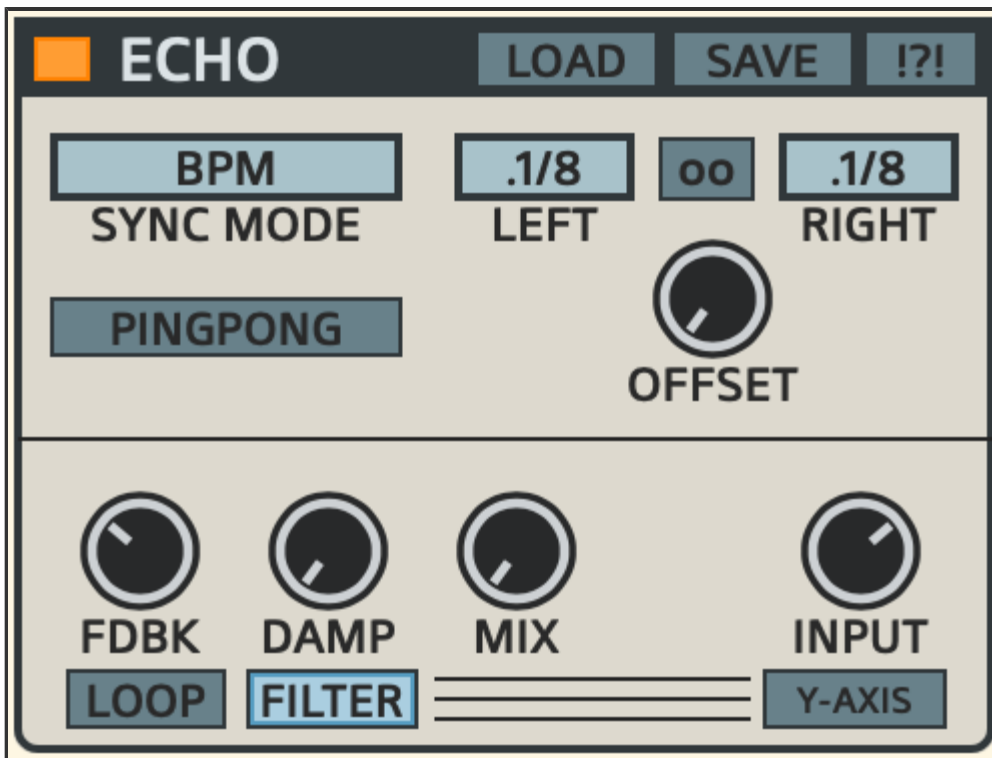 ECHO LOAD SAVE !?!
BPM .1/8 oo .1/8
SYNC MODE LEFT RIGHT
PINGPONG
OFFSET
FDBK DAMP MIX INPUT
LOOP FILTER Y-AXIS